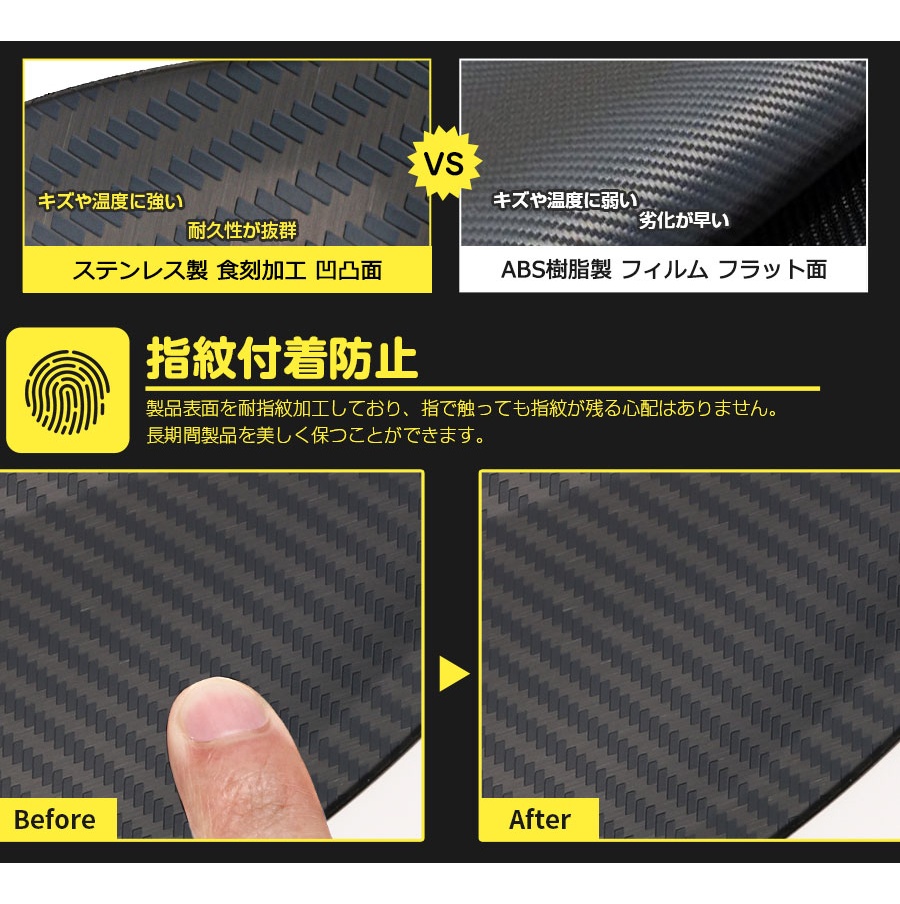 キズや温度に強い
耐久性が抜群
ステンレス製 食刻加工 凹凸面
VS
キズや温度に弱い
劣化が早い
ABS樹脂製 フィルム フラット面
指紋付着防止
製品表面を耐指紋加工しており、指で触っても指紋が残る心配はありません。
長期間製品を美しく保つことができます。
Before
After